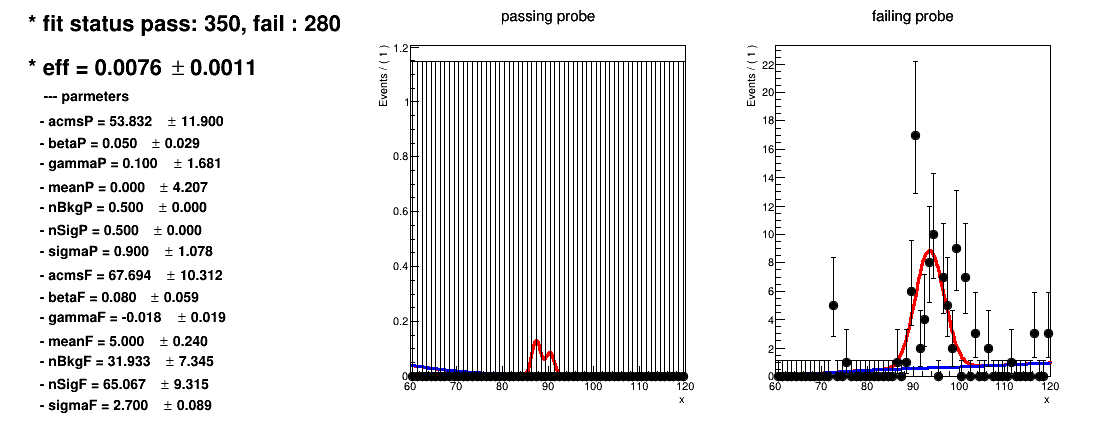 * fit status pass: 350, fail : 280
* eff = 0.0076 ± 0.0011
--- parmeters
- acmsP = 53.832 ± 11.900
- betaP = 0.050 ± 0.029
- gammaP = 0.100 ± 1.681
- meanP = 0.000 ± 4.207
- nBkgP = 0.500 ± 0.000
- nSigP = 0.500 ± 0.000
- sigmaP = 0.900 ± 1.078
- acmsF = 67.694 ± 10.312
- betaF = 0.080 ± 0.059
- gammaF = -0.018 ± 0.019
- meanF = 5.000 ± 0.240
- nBkgF = 31.933 ± 7.345
- nSigF = 65.067 ± 9.315
- sigmaF = 2.700 ± 0.089
passing probe
Events / ( 1 )
1.2
1
0.8
0.6
0.4
0.2
0
60 70 80 90 100 110 120
x
failing probe
Events / ( 1 )
22
20
18
16
14
12
10
8
6
4
2
0
60 70 80 90 100 110 120
x